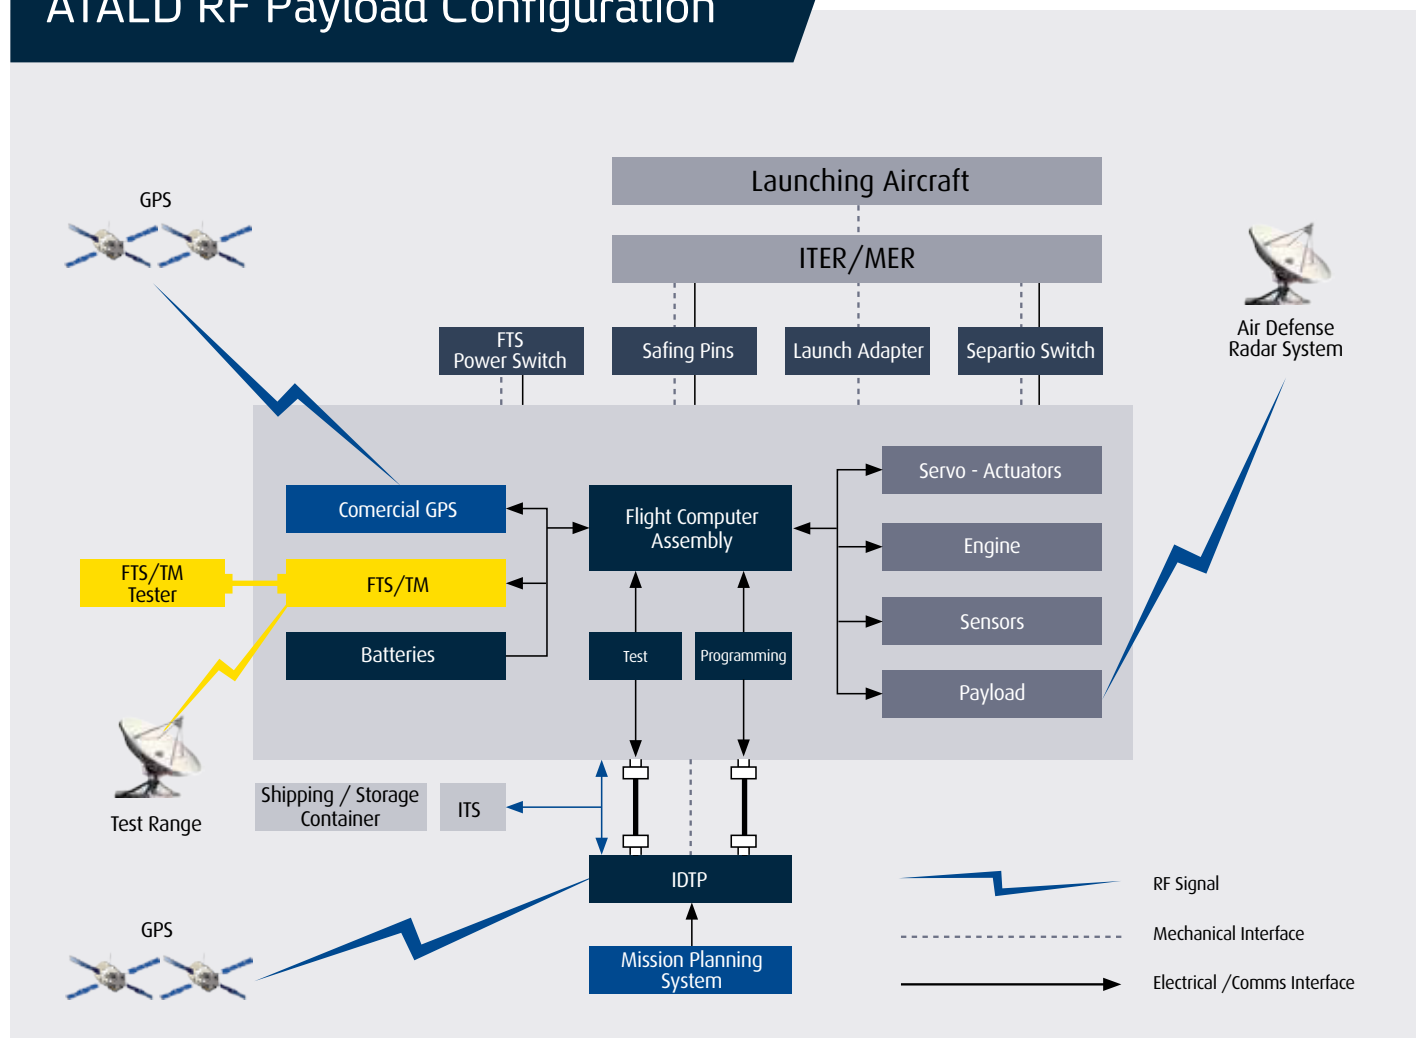 ATALD RF Payload Configuration
Launching Aircraft
GPS
ITER/MER
Air Defense
Radar System
FTS
Power Switch
Safing Pins
Launch Adapter
Separtio Switch
Servo - Actuators
Comercial GPS
Flight Computer
Assembly
Engine
FTS/TM
Tester
FTS/TM
Sensors
Batteries
Test
Programming
Payload
Shipping / Storage
Container
ITS
Test Range
IDTP
RF Signal
GPS
Mechanical Interface
Mission Planning
System
Electrical /Comms Interface